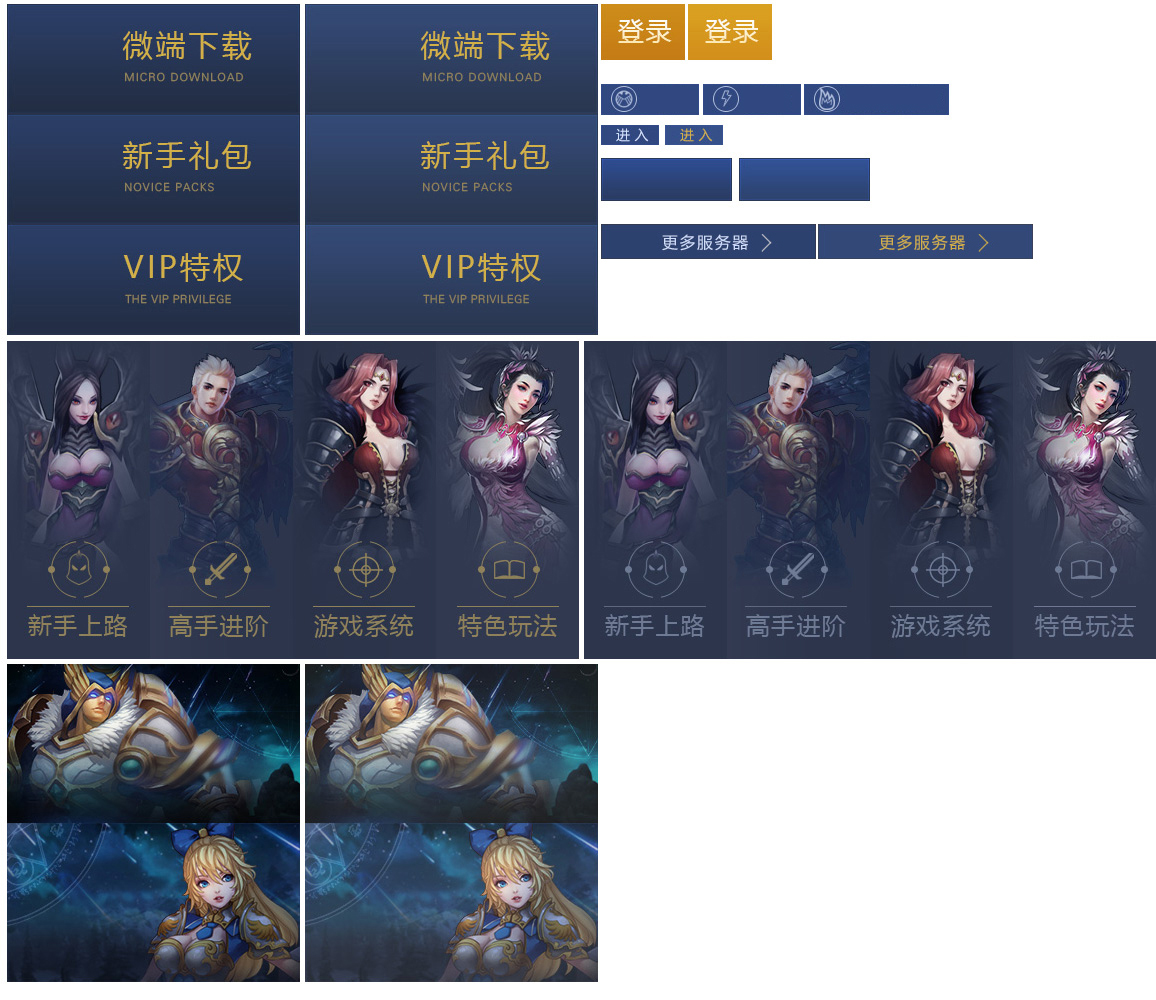 微端下载
MICRO DOWNLOAD
新手礼包
NOVICE PACKS
VIP特权
THE VIP PRIVILEGE
微端下载
MICRO DOWNLOAD
新手礼包
NOVICE PACKS
VIP特权
THE VIP PRIVILEGE
登录 登录
进入 进入
更多服务器 更多服务器
新手上路 高手进阶 游戏系统 特色玩法 新手上路 高手进阶 游戏系统 特色玩法